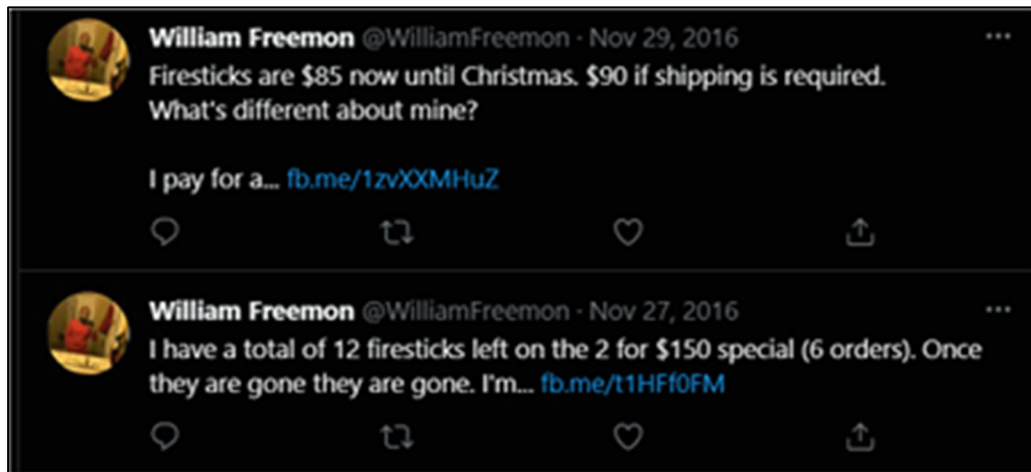 William Freemon @WilliamFreemon · Nov 29, 2016
Firesticks are $85 now until Christmas. $90 if shipping is required.
What's different about mine?
I pay for a... fb.me/1zvXXMHuZ
William Freemon @WilliamFreemon · Nov 27, 2016
I have a total of 12 firesticks left on the 2 for $150 special (6 orders). Once
they are gone they are gone. I'm... fb.me/t1HFf0FM